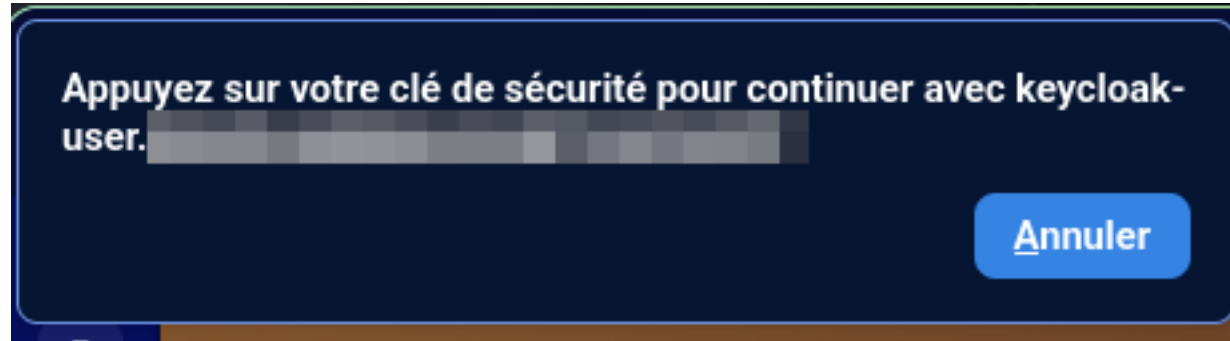 Appuyez sur votre clé de sécurité pour continuer avec keycloak-
user.
Annuler